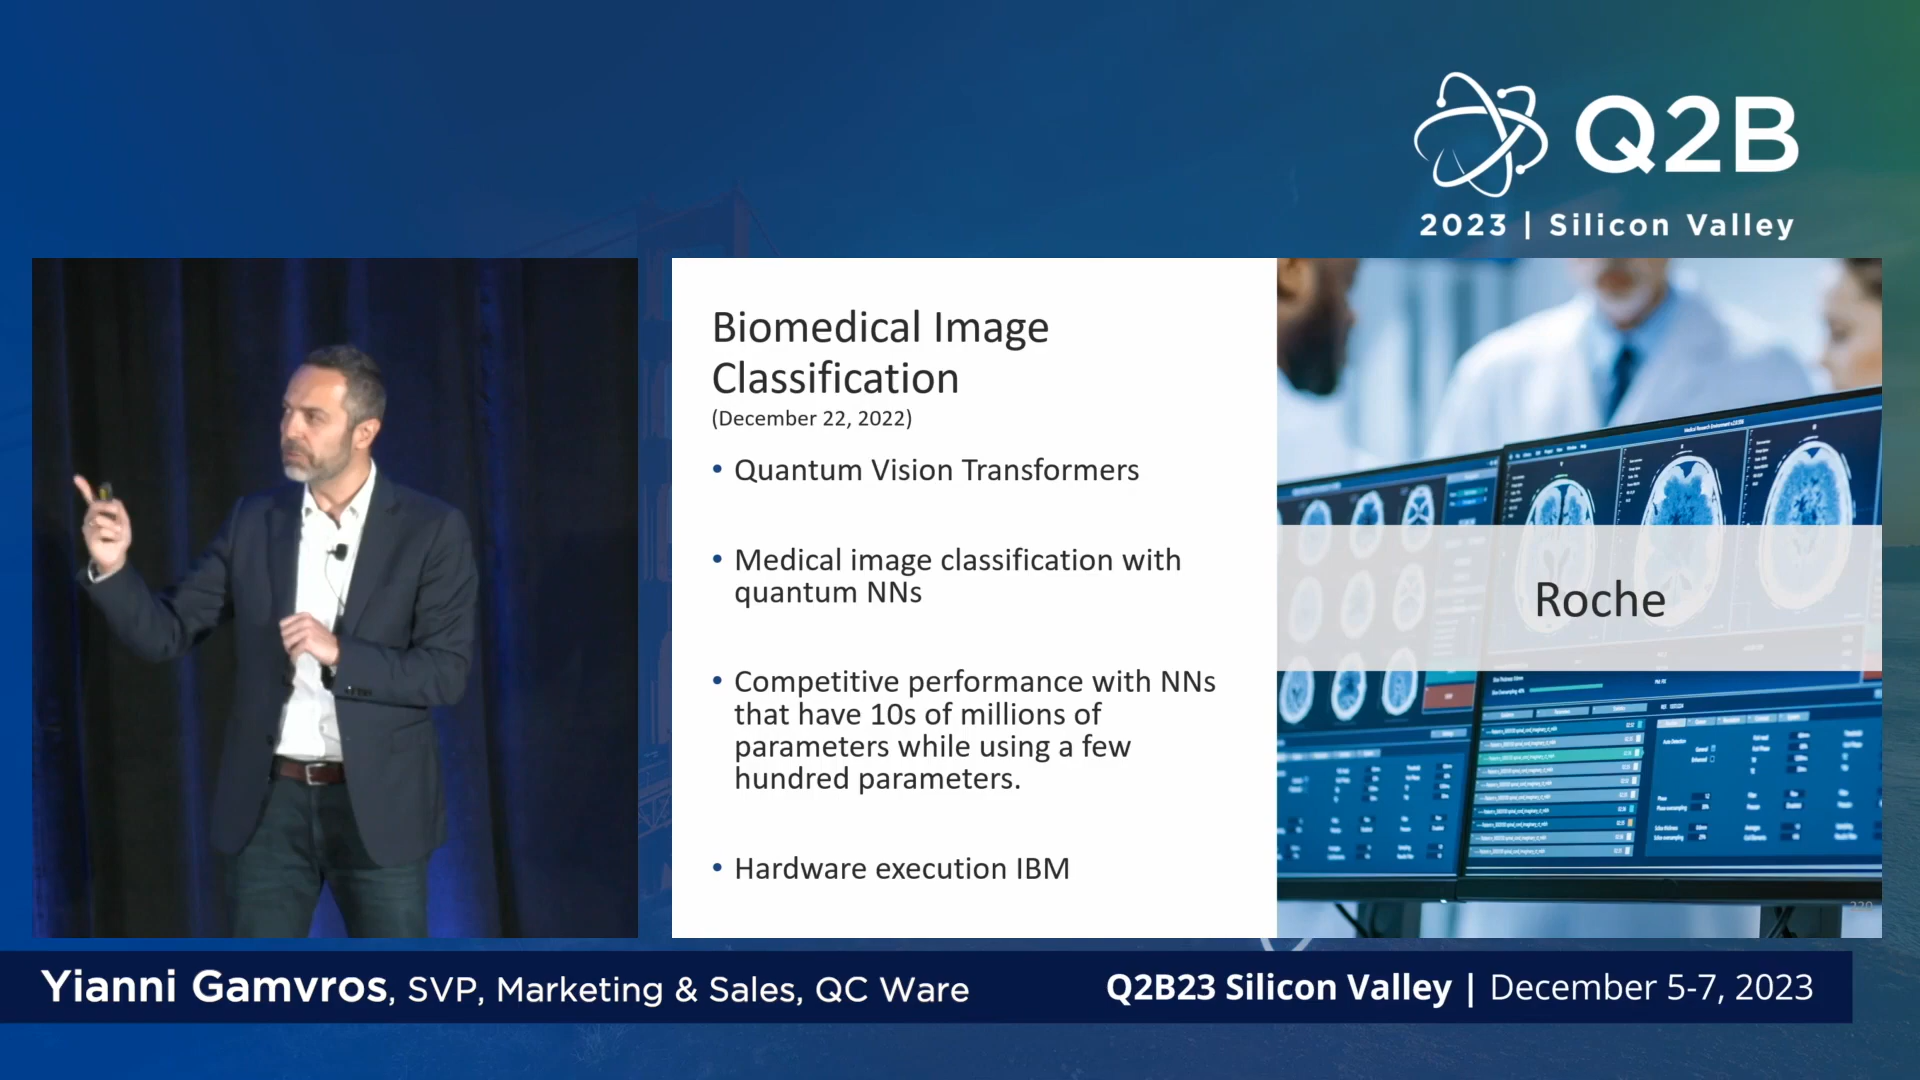 Q2B
2023 | Silicon Valley
Biomedical Image
Classification
(December 22, 2022)
• Quantum Vision Transformers
• Medical image classification with
quantum NNs
• Competitive performance with NNs
that have 10s of millions of
parameters while using a few
hundred parameters.
• Hardware execution IBM
Roche
Yianni Gamvros, SVP, Marketing & Sales, QC Ware
Q2B23 Silicon Valley | December 5-7, 2023